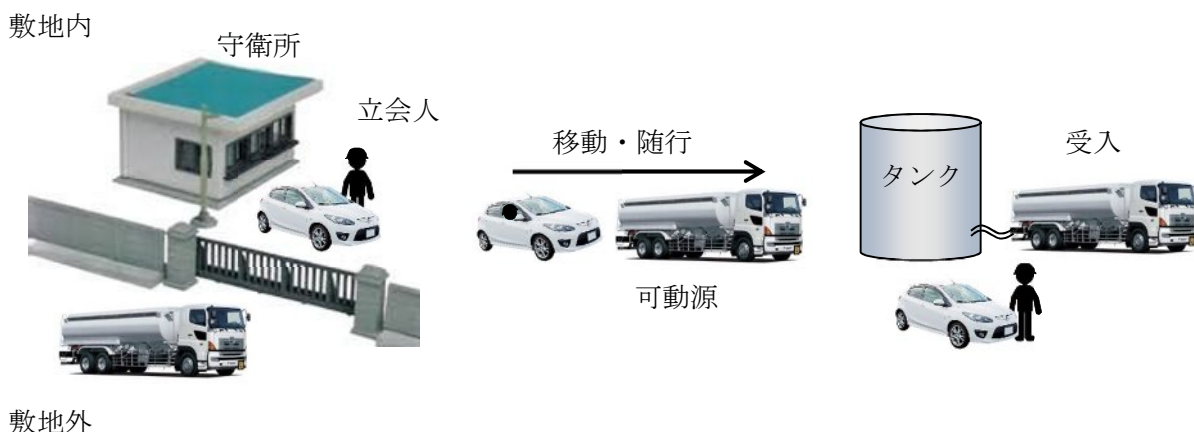 敷地内
守衛所
立会人
移動・随行
可動源
タンク
受入
敷地外